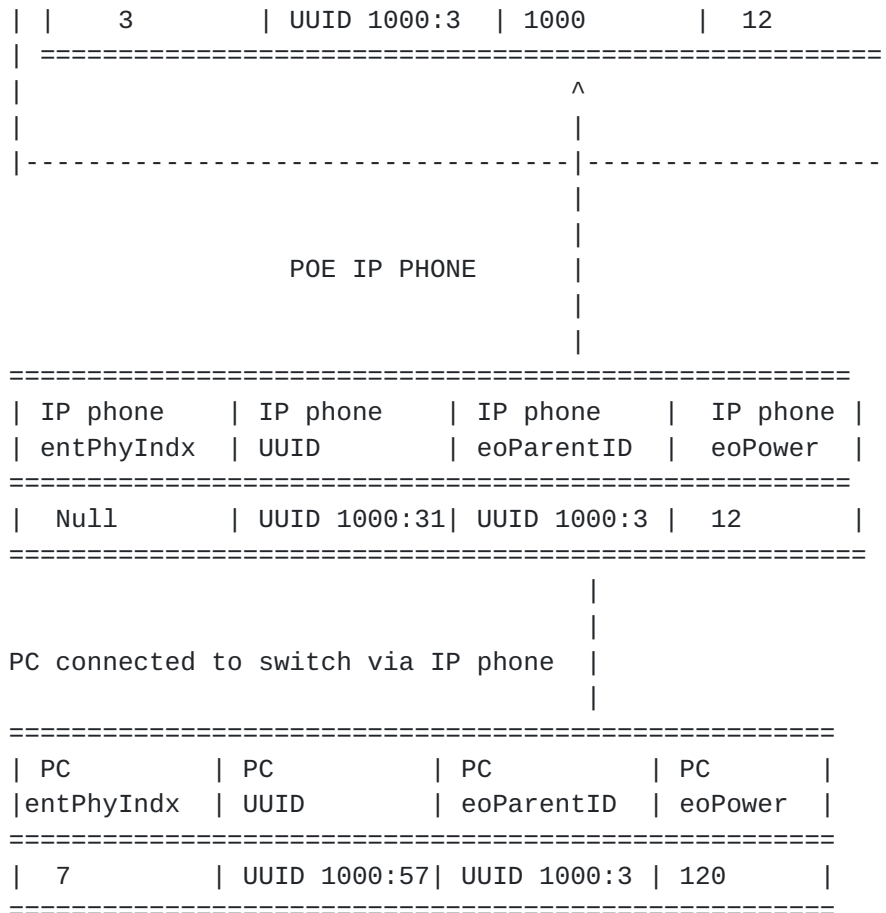 | |    3        | UUID 1000:3  | 1000       |  12
| ======================================================
|                                   ^
|                                   |
|-----------------------------------|-------------------
                                    |
                                    |
                  POE IP PHONE      |
                                    |
                                    |
======================================================
| IP phone    | IP phone    | IP phone    |  IP phone |
| entPhyIndx  | UUID        | eoParentID  |  eoPower  |
======================================================
|  Null       | UUID 1000:31| UUID 1000:3 |  12       |
=======================================================
                                     |
                                     |
PC connected to switch via IP phone  |
                                     |
=====================================================
| PC         | PC          | PC          | PC        |
|entPhyIndx  | UUID        | eoParentID  | eoPower   |
=====================================================
|  7         | UUID 1000:57| UUID 1000:3 | 120       |
=====================================================